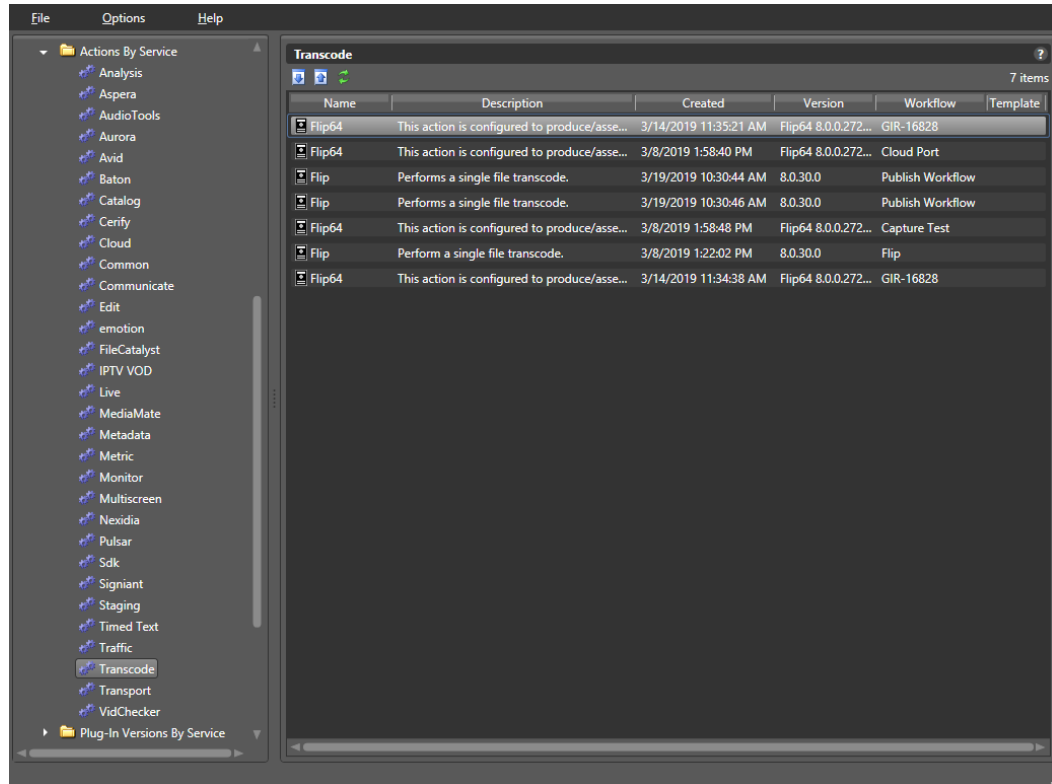 File Options Help
Actions By Service
Analysis
Aspera
AudioTools
Aurora
Avid
Baton
Catalog
Cerify
Cloud
Common
Communicate
Edit
emotion
FileCatalyst
IPTV VOD
Live
MediaMate
Metadata
Metric
Monitor
Multiscreen
Nexidia
Pulsar
Sdk
Signiant
Staging
Timed Text
Traffic
Transcode
Transport
VidChecker
Plug-In Versions By Service
Transcode ?
7 items
Name Description Created Version Workflow Template
Flip64 This action is configured to produce/asse... 3/14/2019 11:35:21 AM Flip64 8.0.0.272... GIR-16828
Flip64 This action is configured to produce/asse... 3/8/2019 1:58:40 PM Flip64 8.0.0.272... Cloud Port
Flip Performs a single file transcode. 3/19/2019 10:30:44 AM 8.0.30.0 Publish Workflow
Flip Performs a single file transcode. 3/19/2019 10:30:46 AM 8.0.30.0 Publish Workflow
Flip64 This action is configured to produce/asse... 3/8/2019 1:58:48 PM Flip64 8.0.0.272... Capture Test
Flip Perform a single file transcode. 3/8/2019 1:22:02 PM 8.0.30.0 Flip
Flip64 This action is configured to produce/asse... 3/14/2019 11:34:38 AM Flip64 8.0.0.272... GIR-16828